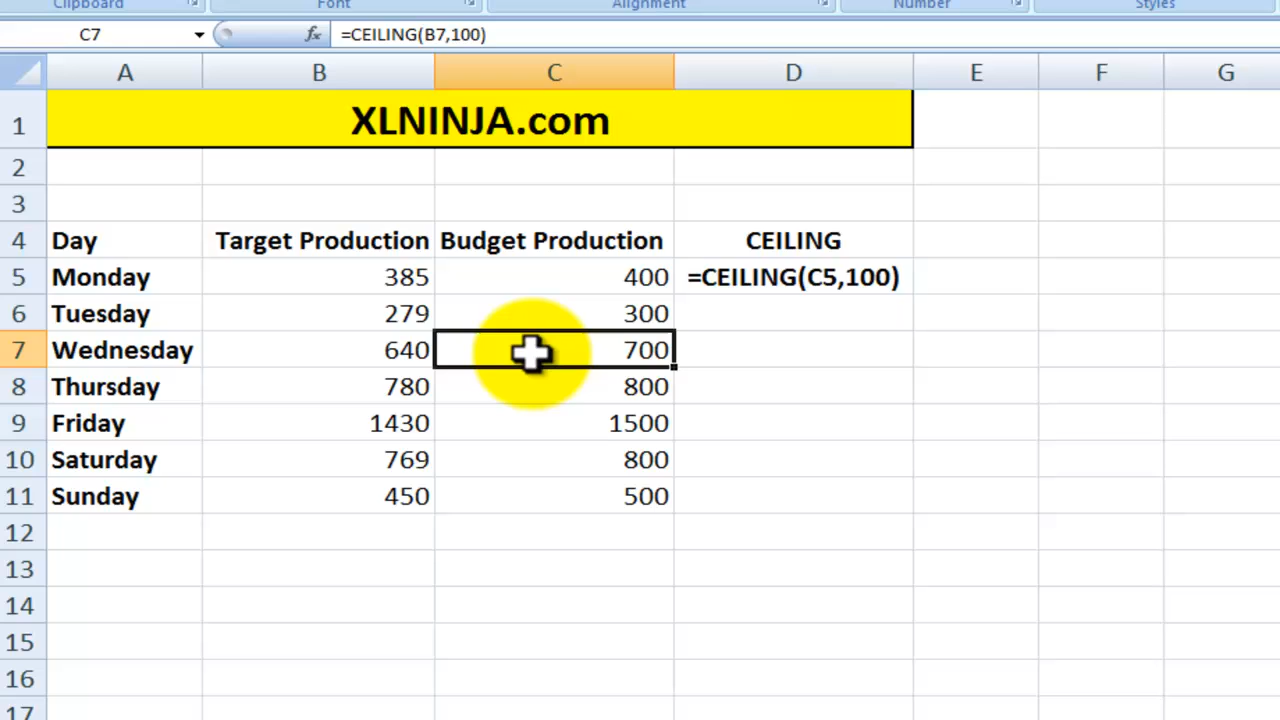 Clipboard Font Alignment Number Styles
C7 fx =CEILING(B7,100)
A B C D E F G
1 XLNINJA.com
2
3
4 Day Target Production Budget Production CEILING
5 Monday 385 400 =CEILING(C5,100)
6 Tuesday 279 300
7 Wednesday 640 700
8 Thursday 780 800
9 Friday 1430 1500
10 Saturday 769 800
11 Sunday 450 500
12
13
14
15
16
17